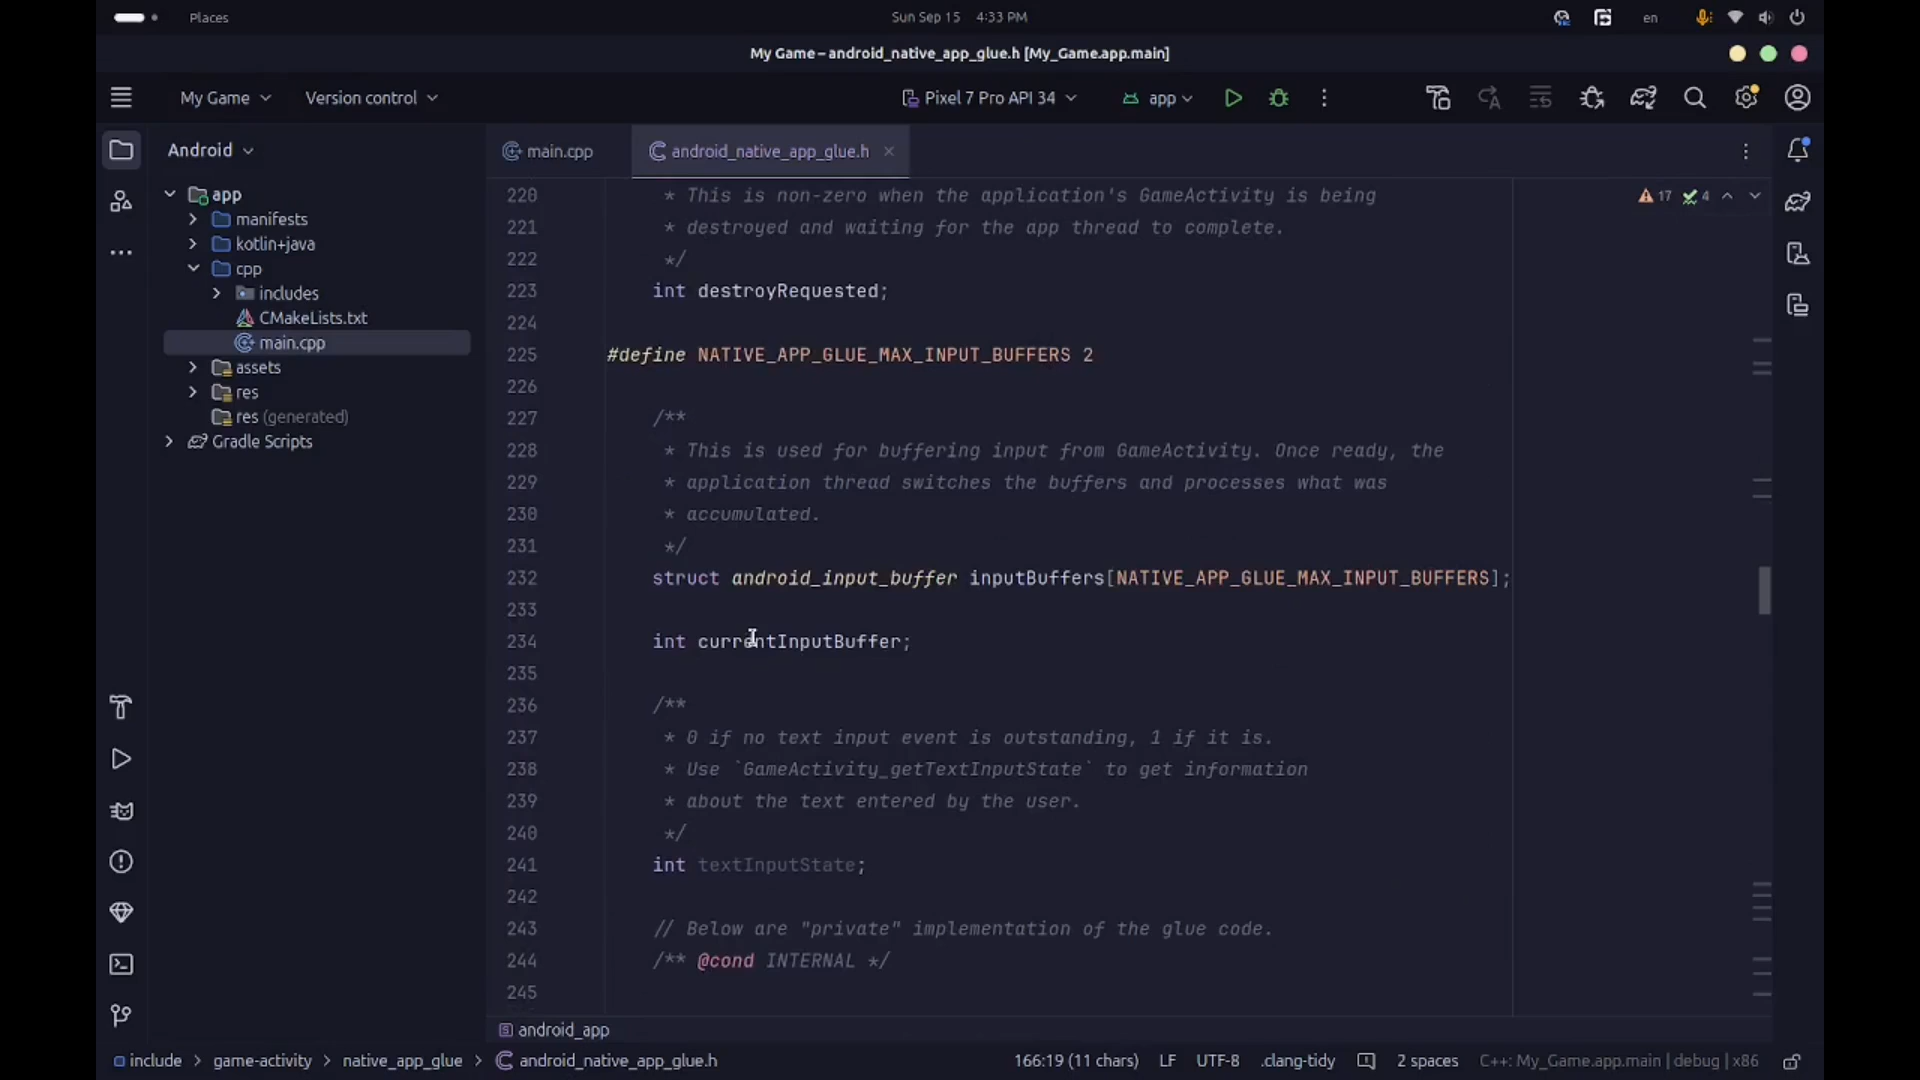 Places
Sun Sep 15 4:33 PM
en
My Game – android_native_app_glue.h [My_Game.app.main]
My Game
Version control
Pixel 7 Pro API 34
app
Android
main.cpp
android_native_app_glue.h
17
4
app
manifests
kotlin+java
cpp
includes
CMakeLists.txt
main.cpp
assets
res
res (generated)
Gradle Scripts
220 * This is non-zero when the application's GameActivity is being
221 * destroyed and waiting for the app thread to complete.
222 */
223 int destroyRequested;
224
225 #define NATIVE_APP_GLUE_MAX_INPUT_BUFFERS 2
226
227 /**
228 * This is used for buffering input from GameActivity. Once ready, the
229 * application thread switches the buffers and processes what was
230 * accumulated.
231 */
232 struct android_input_buffer inputBuffers[NATIVE_APP_GLUE_MAX_INPUT_BUFFERS];
233
234 int currentInputBuffer;
235
236 /**
237 * 0 if no text input event is outstanding, 1 if it is.
238 * Use `GameActivity_getTextInputState` to get information
239 * about the text entered by the user.
240 */
241 int textInputState;
242
243 // Below are "private" implementation of the glue code.
244 /** @cond INTERNAL */
245
android_app
include > game-activity > native_app_glue > android_native_app_glue.h
166:19 (11 chars) LF UTF-8 .clang-tidy 2 spaces C++: My_Game.app.main | debug | x86